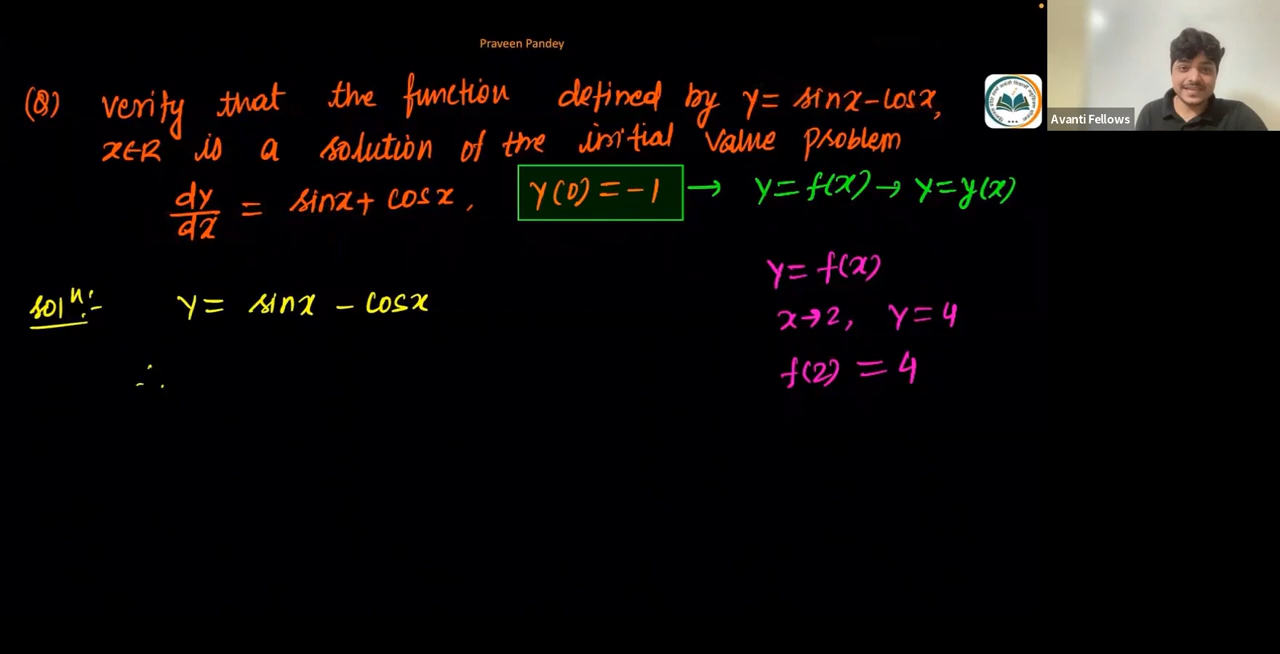 Praveen Pandey
(Q) verify that the function defined by y = sinx - cosx,
x∈R is a solution of the initial value problem
dy/dx = sinx + cosx, y(0) = -1 → y = f(x) → y = y(x)
y = f(x)
solⁿ:- y = sinx - cosx
x→2, y = 4
∴
f(2) = 4
Avanti Fellows